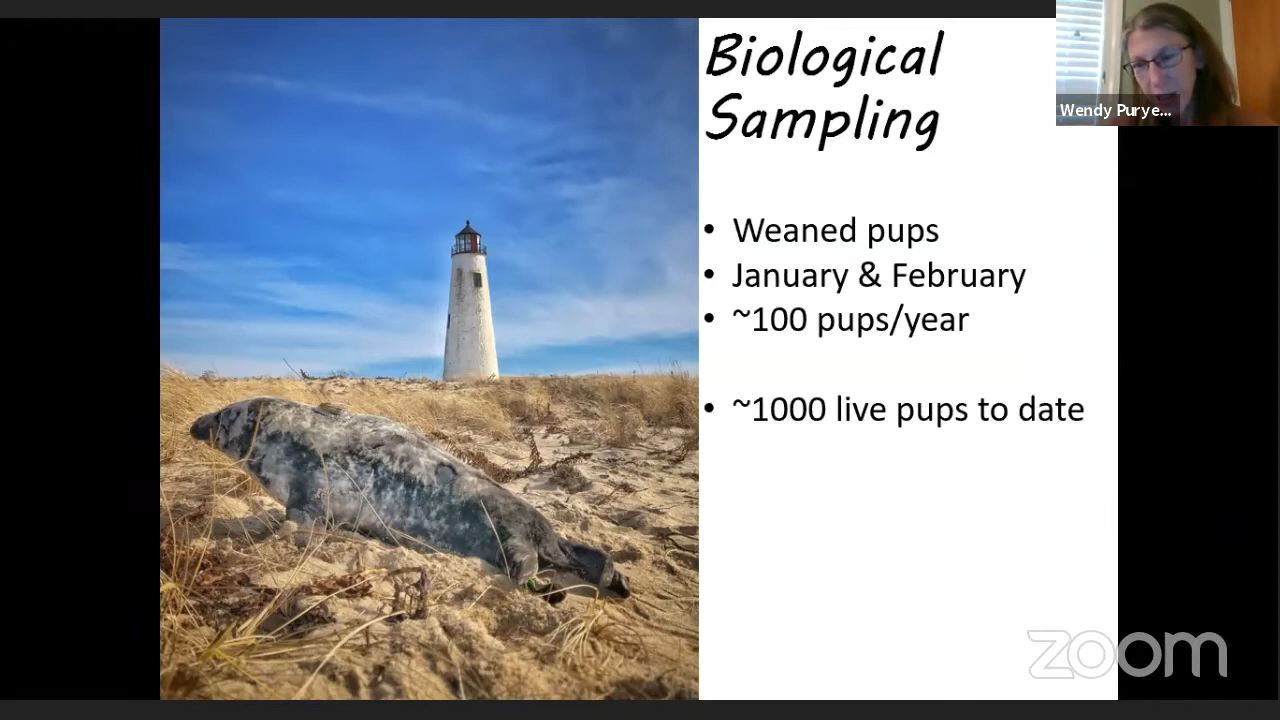 Biological
Sampling
Wendy Purye...
• Weaned pups
• January & February
• ~100 pups/year
• ~1000 live pups to date
zoom